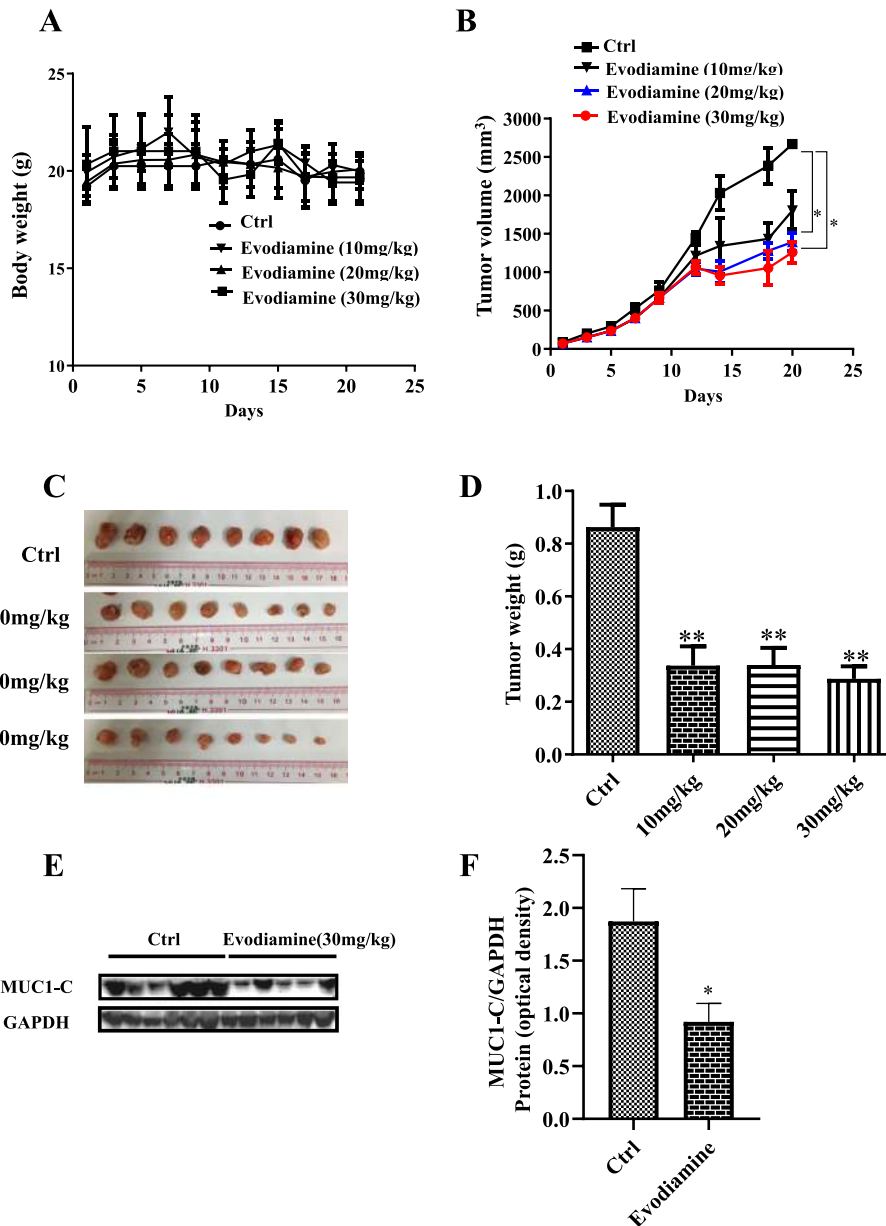 A
25
20
15
10
Body weight (g)
Ctrl
Evodiamine (10mg/kg)
Evodiamine (20mg/kg)
Evodiamine (30mg/kg)
0 5 10 15 20 25
Days
B
Ctrl
Evodiamine (10mg/kg)
Evodiamine (20mg/kg)
Evodiamine (30mg/kg)
3000
2500
2000
1500
1000
500
0
Tumor volume (mm³)
* *
0 5 10 15 20 25
Days
C
Ctrl
0mg/kg
0mg/kg
0mg/kg
D
1.0
0.8
0.6
0.4
0.2
0.0
Tumor weight (g)
** ** **
Ctrl 10mg/kg 20mg/kg 30mg/kg
E
Ctrl Evodiamine(30mg/kg)
MUC1-C
GAPDH
F
2.5
2.0
1.5
1.0
0.5
0.0
MUC1-C/GAPDH
Protein (optical density)
*
Ctrl Evodiamine